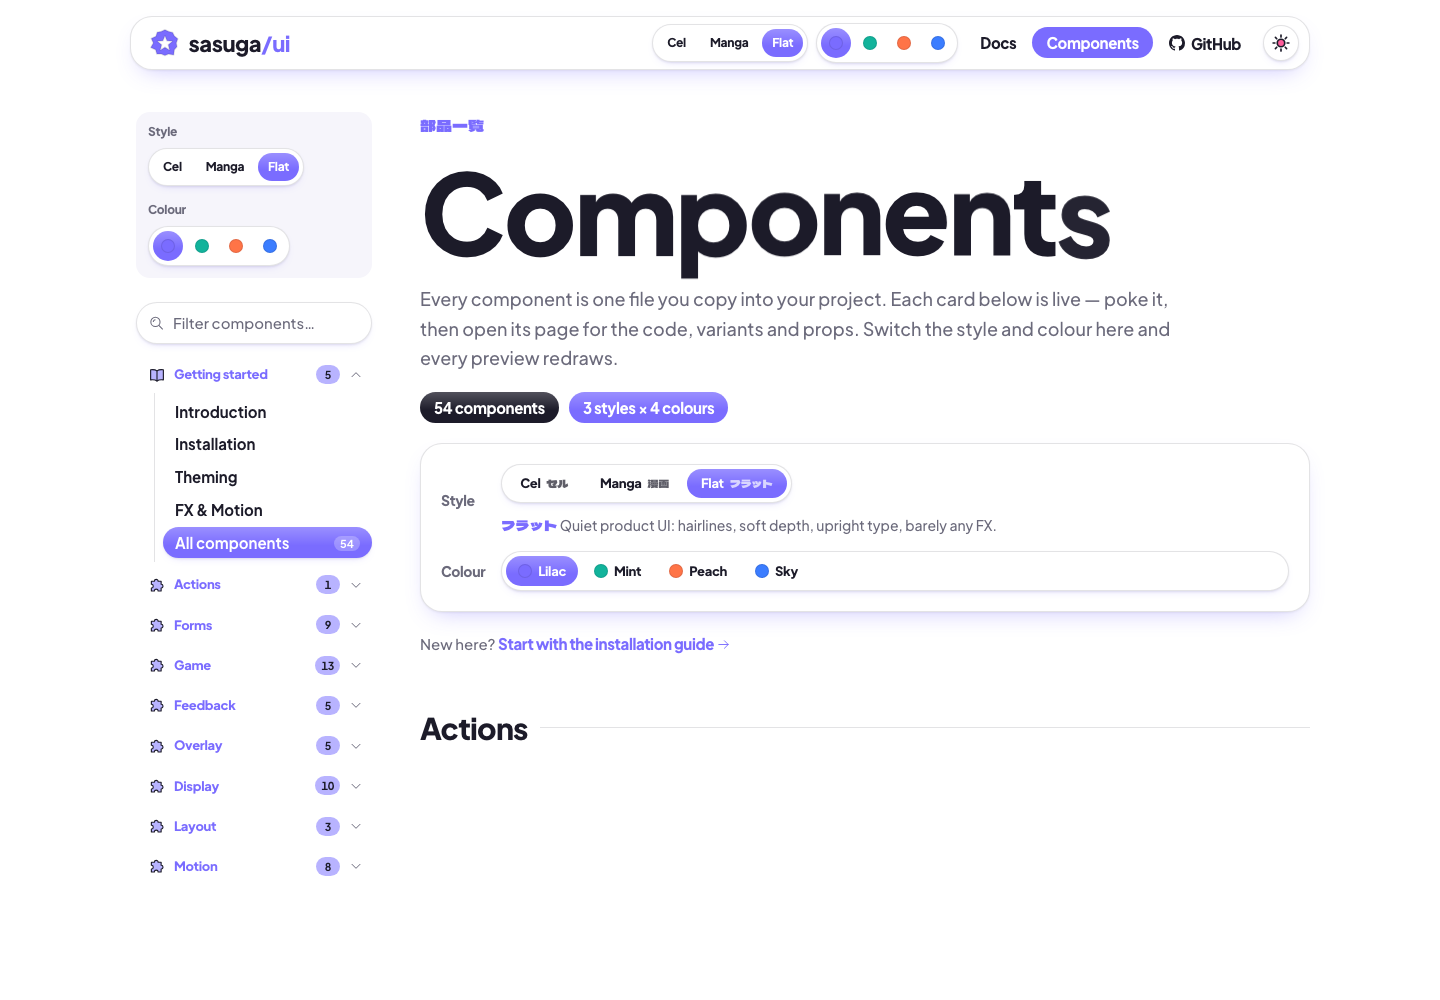 sasuga/ui
Cel Manga Flat
Docs Components GitHub
Style
Cel Manga Flat
Colour
Filter components...
Getting started 5
Introduction
Installation
Theming
FX & Motion
All components 54
Actions 1
Forms 9
Game 13
Feedback 5
Overlay 5
Display 10
Layout 3
Motion 8
部品一覧
Components
Every component is one file you copy into your project. Each card below is live — poke it,
then open its page for the code, variants and props. Switch the style and colour here and
every preview redraws.
54 components 3 styles × 4 colours
Style Cel セル Manga 漫画 Flat フラット
フラット Quiet product UI: hairlines, soft depth, upright type, barely any FX.
Colour Lilac Mint Peach Sky
New here? Start with the installation guide →
Actions